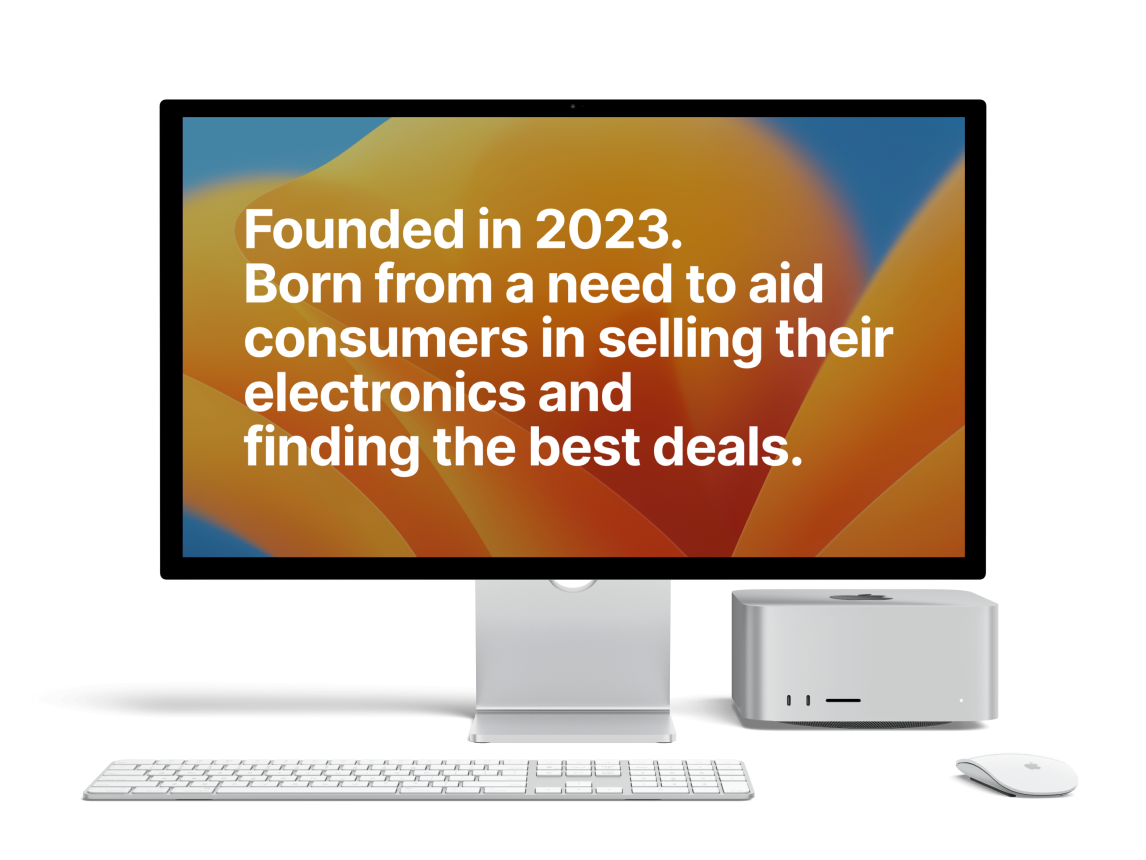 Founded in 2023.
Born from a need to aid
consumers in selling their
electronics and
finding the best deals.